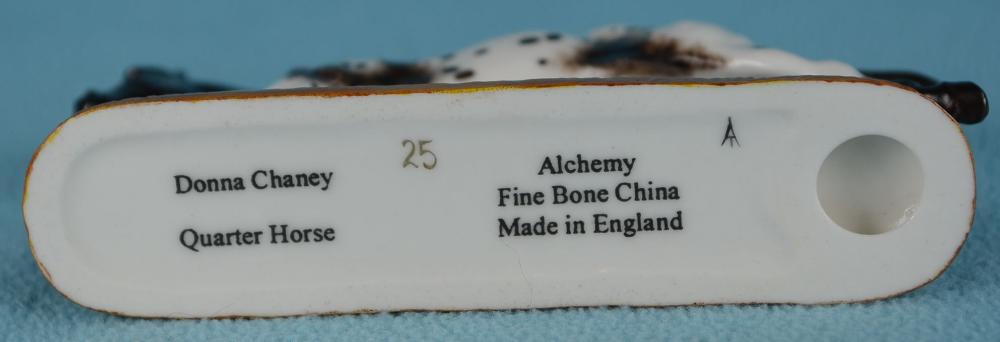 Donna Chaney
Quarter Horse
25
Alchemy
Fine Bone China
Made in England